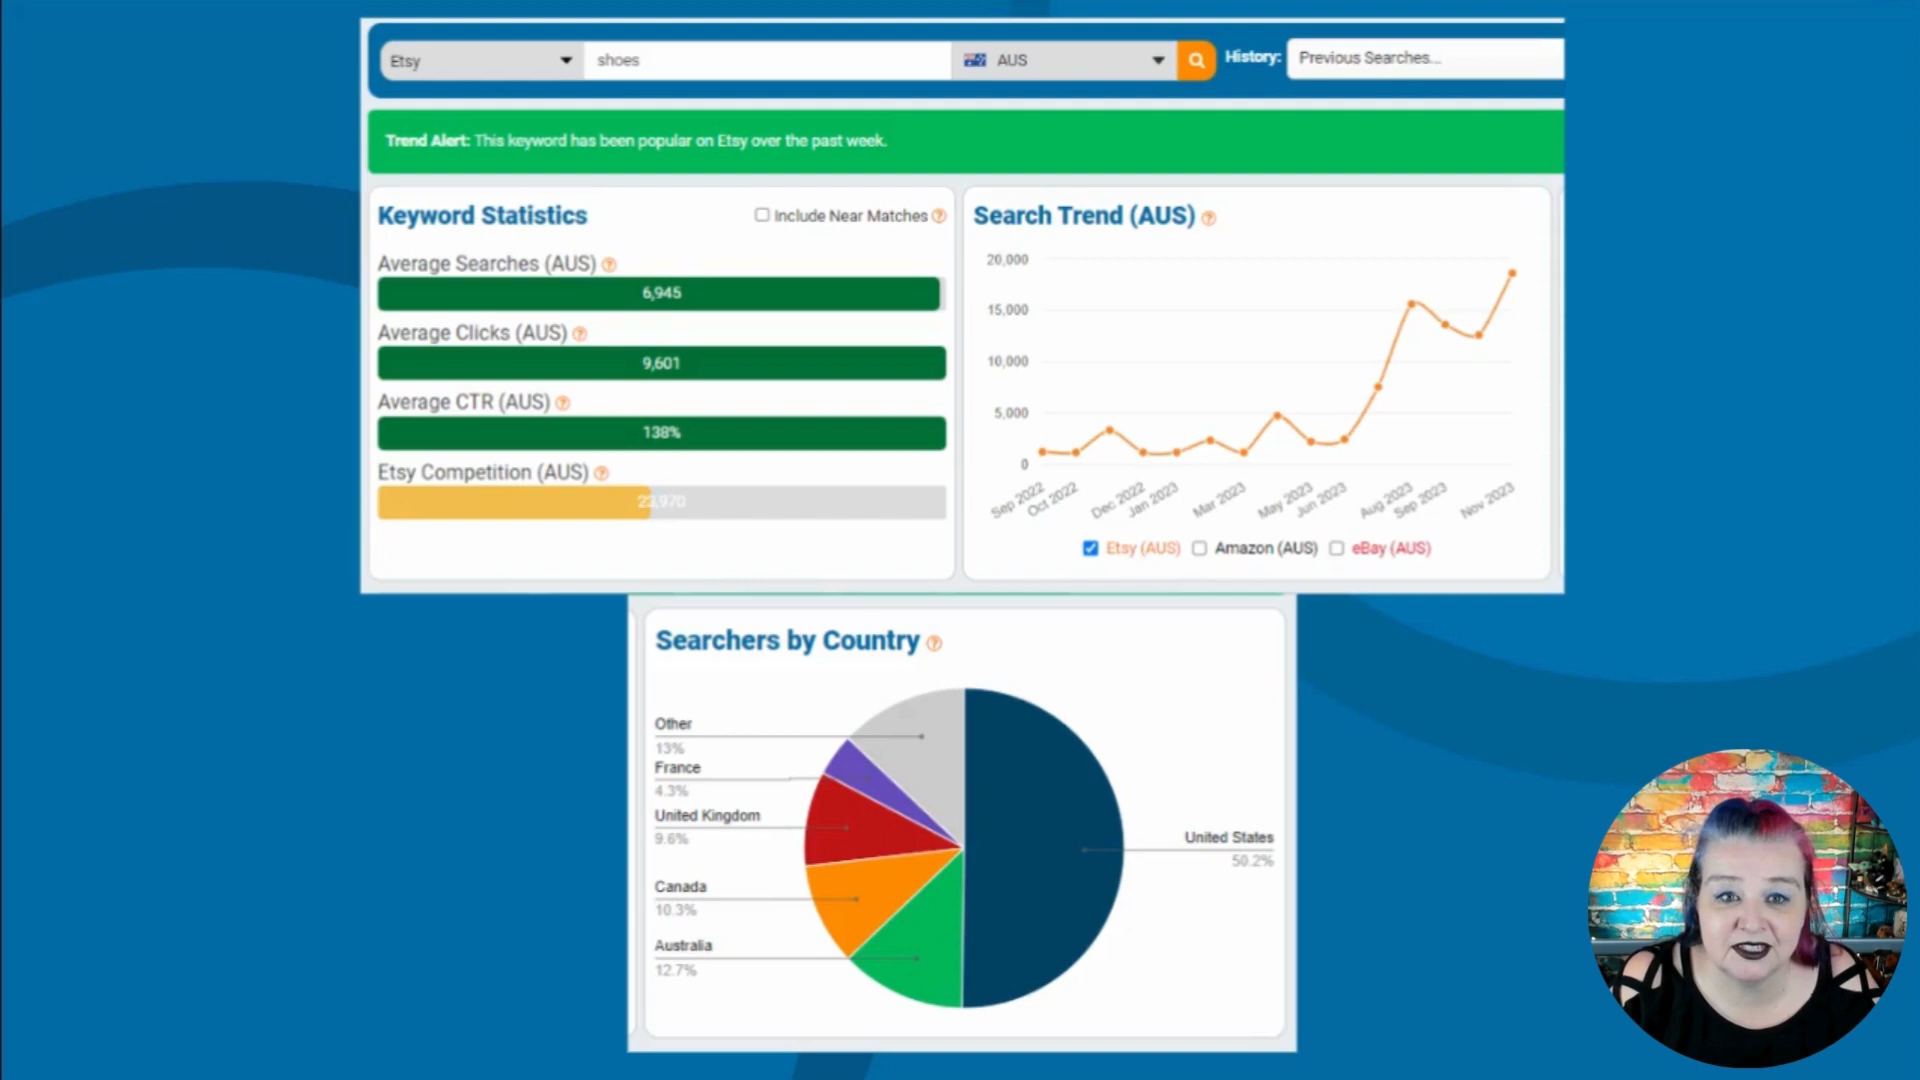 Etsy
shoes
AUS
History:
Previous Searches...
Trend Alert: This keyword has been popular on Etsy over the past week.
Keyword Statistics
Include Near Matches ?
Average Searches (AUS) ?
6,945
Average Clicks (AUS) ?
9,601
Average CTR (AUS) ?
138%
Etsy Competition (AUS) ?
23,970
Search Trend (AUS) ?
20,000
15,000
10,000
5,000
0
Sep 2022
Oct 2022
Dec 2022
Jan 2023
Mar 2023
May 2023
Jun 2023
Aug 2023
Sep 2023
Nov 2023
Etsy (AUS)
Amazon (AUS)
eBay (AUS)
Searchers by Country ?
Other
13%
France
4.3%
United Kingdom
9.6%
Canada
10.3%
Australia
12.7%
United States
50.2%